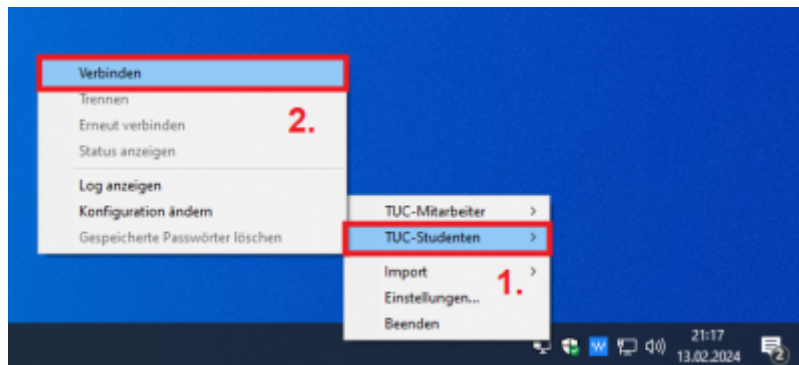 Verbinden
Trennen
Erneut verbinden
2.
Status anzeigen
Log anzeigen
Konfiguration ändern
Gespeicherte Passwörter löschen
TUC-Mitarbeiter
TUC-Studenten
Import
1.
Einstellungen...
Beenden
21:17
13.02.2024
2